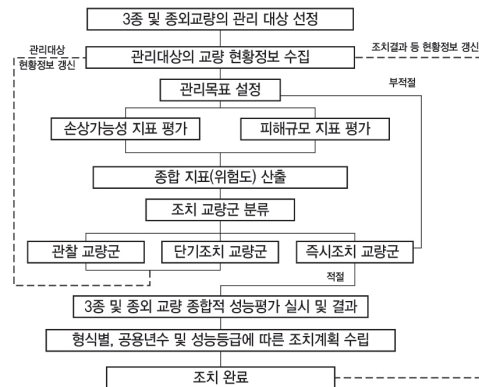 3종 및 종외교량의 관리 대상 선정
관리대상
현황정보 갱신
관리대상의 교량 현황정보 수집
조치결과 등 현황정보 갱신
관리목표 설정
부적절
손상가능성 지표 평가
피해규모 지표 평가
종합 지표(위험도) 산출
조치 교량군 분류
관찰 교량군
단기조치 교량군
즉시조치 교량군
적절
3종 및 종외 교량 종합적 성능평가 실시 및 결과
형식별, 공용년수 및 성능등급에 따른 조치계획 수립
조치 완료